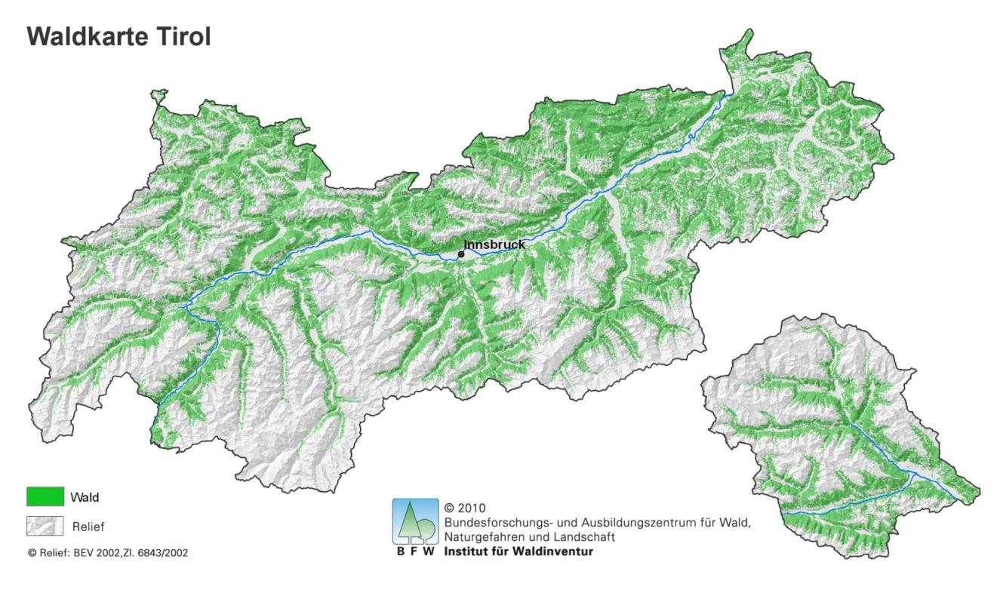 Waldkarte Tirol
Innsbruck
Wald
Relief
© Relief: BEV 2002,Zl. 6843/2002
© 2010
Bundesforschungs- und Ausbildungszentrum für Wald,
Naturgefahren und Landschaft
B F W Institut für Waldinventur